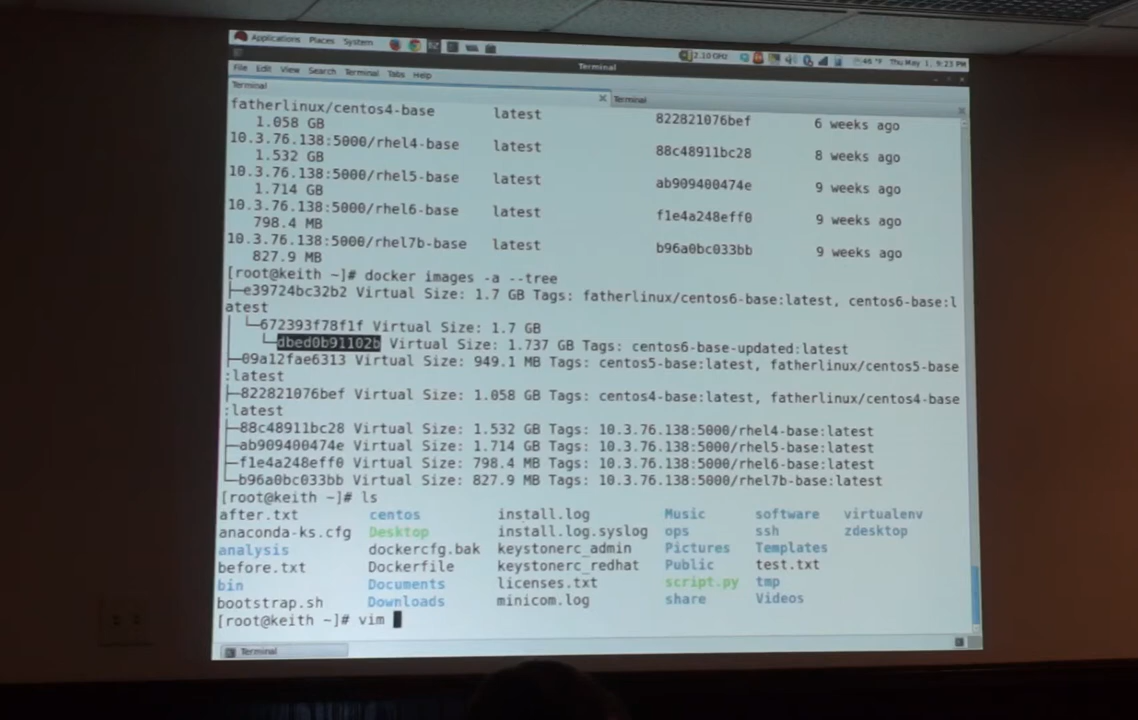 Applications Places System 2.10 GHz 48 °F Thu May 1, 9:23 PM
Terminal
File Edit View Search Terminal Tabs Help
Terminal Terminal
fatherlinux/centos4-base latest 822821076bef 6 weeks ago
1.058 GB
10.3.76.138:5000/rhel4-base latest 88c48911bc28 8 weeks ago
1.532 GB
10.3.76.138:5000/rhel5-base latest ab909400474e 9 weeks ago
1.714 GB
10.3.76.138:5000/rhel6-base latest f1e4a248eff0 9 weeks ago
798.4 MB
10.3.76.138:5000/rhel7b-base latest b96a0bc033bb 9 weeks ago
827.9 MB
[root@keith ~]# docker images -a --tree
├─e39724bc32b2 Virtual Size: 1.7 GB Tags: fatherlinux/centos6-base:latest, centos6-base:l
atest
│ └─672393f78f1f Virtual Size: 1.7 GB
└─dbed0b91102b Virtual Size: 1.737 GB Tags: centos6-base-updated:latest
├─09a12fae6313 Virtual Size: 949.1 MB Tags: centos5-base:latest, fatherlinux/centos5-base
:latest
├─822821076bef Virtual Size: 1.058 GB Tags: centos4-base:latest, fatherlinux/centos4-base
:latest
├─88c48911bc28 Virtual Size: 1.532 GB Tags: 10.3.76.138:5000/rhel4-base:latest
├─ab909400474e Virtual Size: 1.714 GB Tags: 10.3.76.138:5000/rhel5-base:latest
├─f1e4a248eff0 Virtual Size: 798.4 MB Tags: 10.3.76.138:5000/rhel6-base:latest
└─b96a0bc033bb Virtual Size: 827.9 MB Tags: 10.3.76.138:5000/rhel7b-base:latest
[root@keith ~]# ls
after.txt centos install.log Music software virtualenv
anaconda-ks.cfg Desktop install.log.syslog ops ssh zdesktop
analysis dockercfg.bak keystonerc_admin Pictures Templates
before.txt Dockerfile keystonerc_redhat Public test.txt
bin Documents licenses.txt script.py tmp
bootstrap.sh Downloads minicom.log share Videos
[root@keith ~]# vim
Terminal